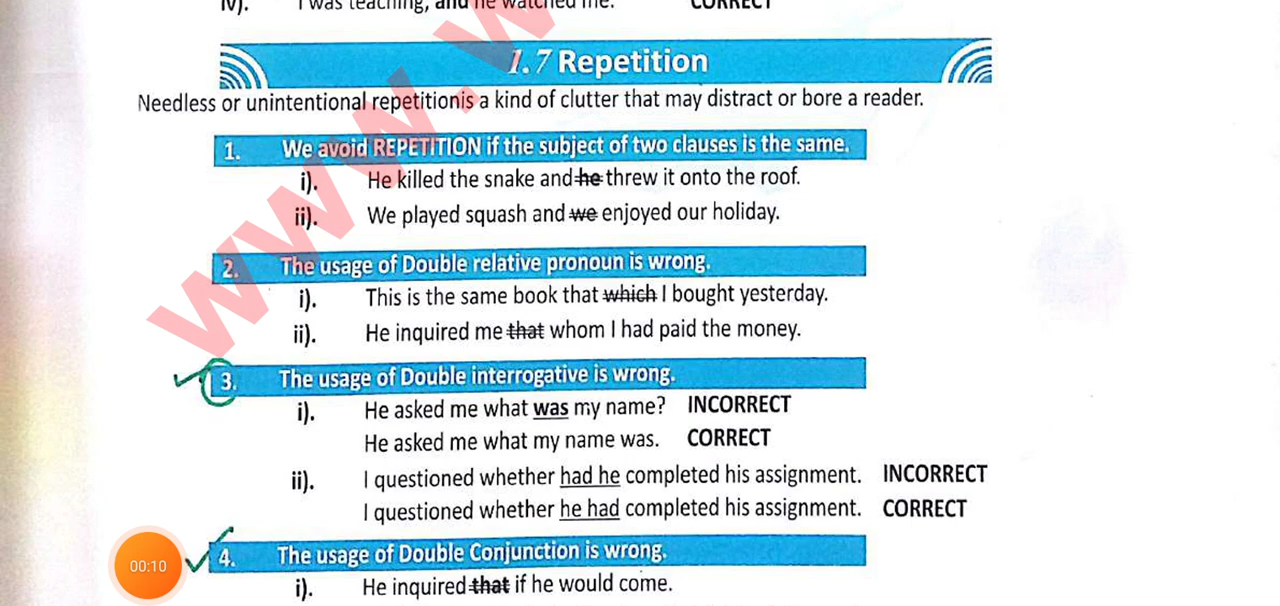 iv). I was teaching, and he watched me. CORRECT
1.7 Repetition
Needless or unintentional repetitionis a kind of clutter that may distract or bore a reader.
1. We avoid REPETITION if the subject of two clauses is the same.
i). He killed the snake and he threw it onto the roof.
ii). We played squash and we enjoyed our holiday.
2. The usage of Double relative pronoun is wrong.
i). This is the same book that which I bought yesterday.
ii). He inquired me that whom I had paid the money.
3. The usage of Double interrogative is wrong.
i). He asked me what was my name? INCORRECT
He asked me what my name was. CORRECT
ii). I questioned whether had he completed his assignment. INCORRECT
I questioned whether he had completed his assignment. CORRECT
4. The usage of Double Conjunction is wrong.
i). He inquired that if he would come.
www.w
00:10